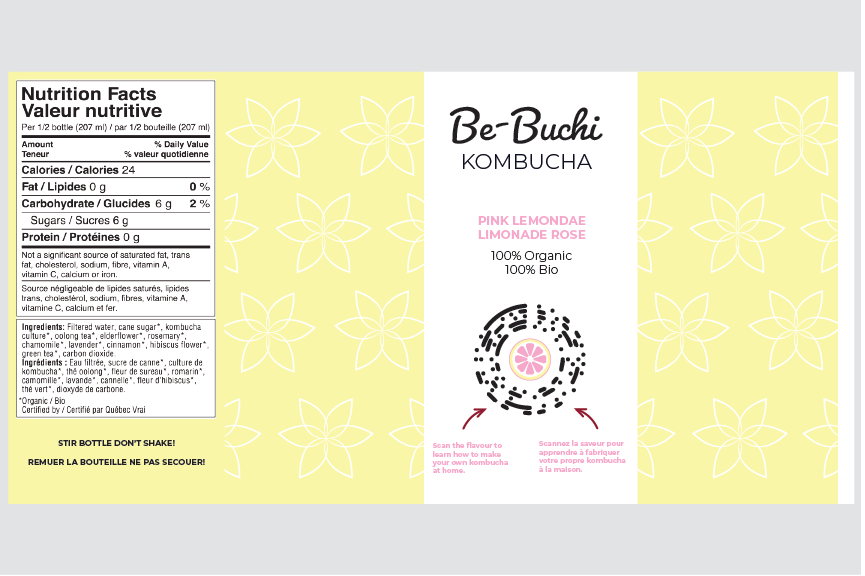 Nutrition Facts
Valeur nutritive
Per 1/2 bottle (207 ml) / par 1/2 bouteille (207 ml)
Amount % Daily Value
Teneur % valeur quotidienne
Calories / Calories 24
Fat / Lipides 0 g 0 %
Carbohydrate / Glucides 6 g 2 %
Sugars / Sucres 6 g
Protein / Protéines 0 g
Not a significant source of saturated fat, trans
fat, cholesterol, sodium, fibre, vitamin A,
vitamin C, calcium or iron.
Source négligeable de lipides saturés, lipides
trans, cholestérol, sodium, fibres, vitamine A,
vitamine C, calcium et fer.
Ingredients: Filtered water, cane sugar*, kombucha
culture*, oolong tea*, elderflower*, rosemary*,
chamomile*, lavender*, cinnamon*, hibiscus flower*,
green tea*, carbon dioxide.
Ingrédients : Eau filtrée, sucre de canne*, culture de
kombucha*, thé oolong*, fleur de sureau*, romarin*,
camomille*, lavande*, cannelle*, fleur d'hibiscus*,
thé vert*, dioxyde de carbone.
*Organic / Bio
Certified by / Certifié par Québec Vrai
STIR BOTTLE DON'T SHAKE!
REMUER LA BOUTEILLE NE PAS SECOUER!
Be-Buchi
KOMBUCHA
PINK LEMONDAE
LIMONADE ROSE
100% Organic
100% Bio
Scan the flavour to
learn how to make
your own kombucha
at home.
Scannez la saveur pour
apprendre à fabriquer
votre propre kombucha
à la maison.